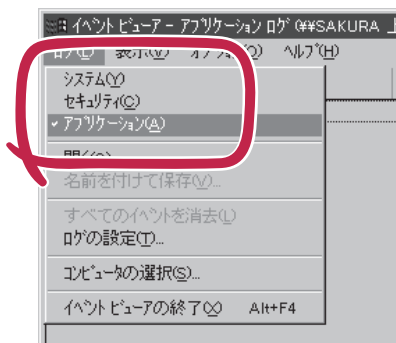 イベント ビューアー - アプリケーション ログ (¥¥SAKURA 上
ログ(L) 表示(V) オプション(O) ヘルプ(H)
システム(Y)
セキュリティ(C)
✓ アプリケーション(A)
開く(O)...
名前を付けて保存(V)...
すべてのイベントを消去(L)
ログの設定(T)...
コンピュータの選択(S)...
イベント ビューアの終了(X) Alt+F4